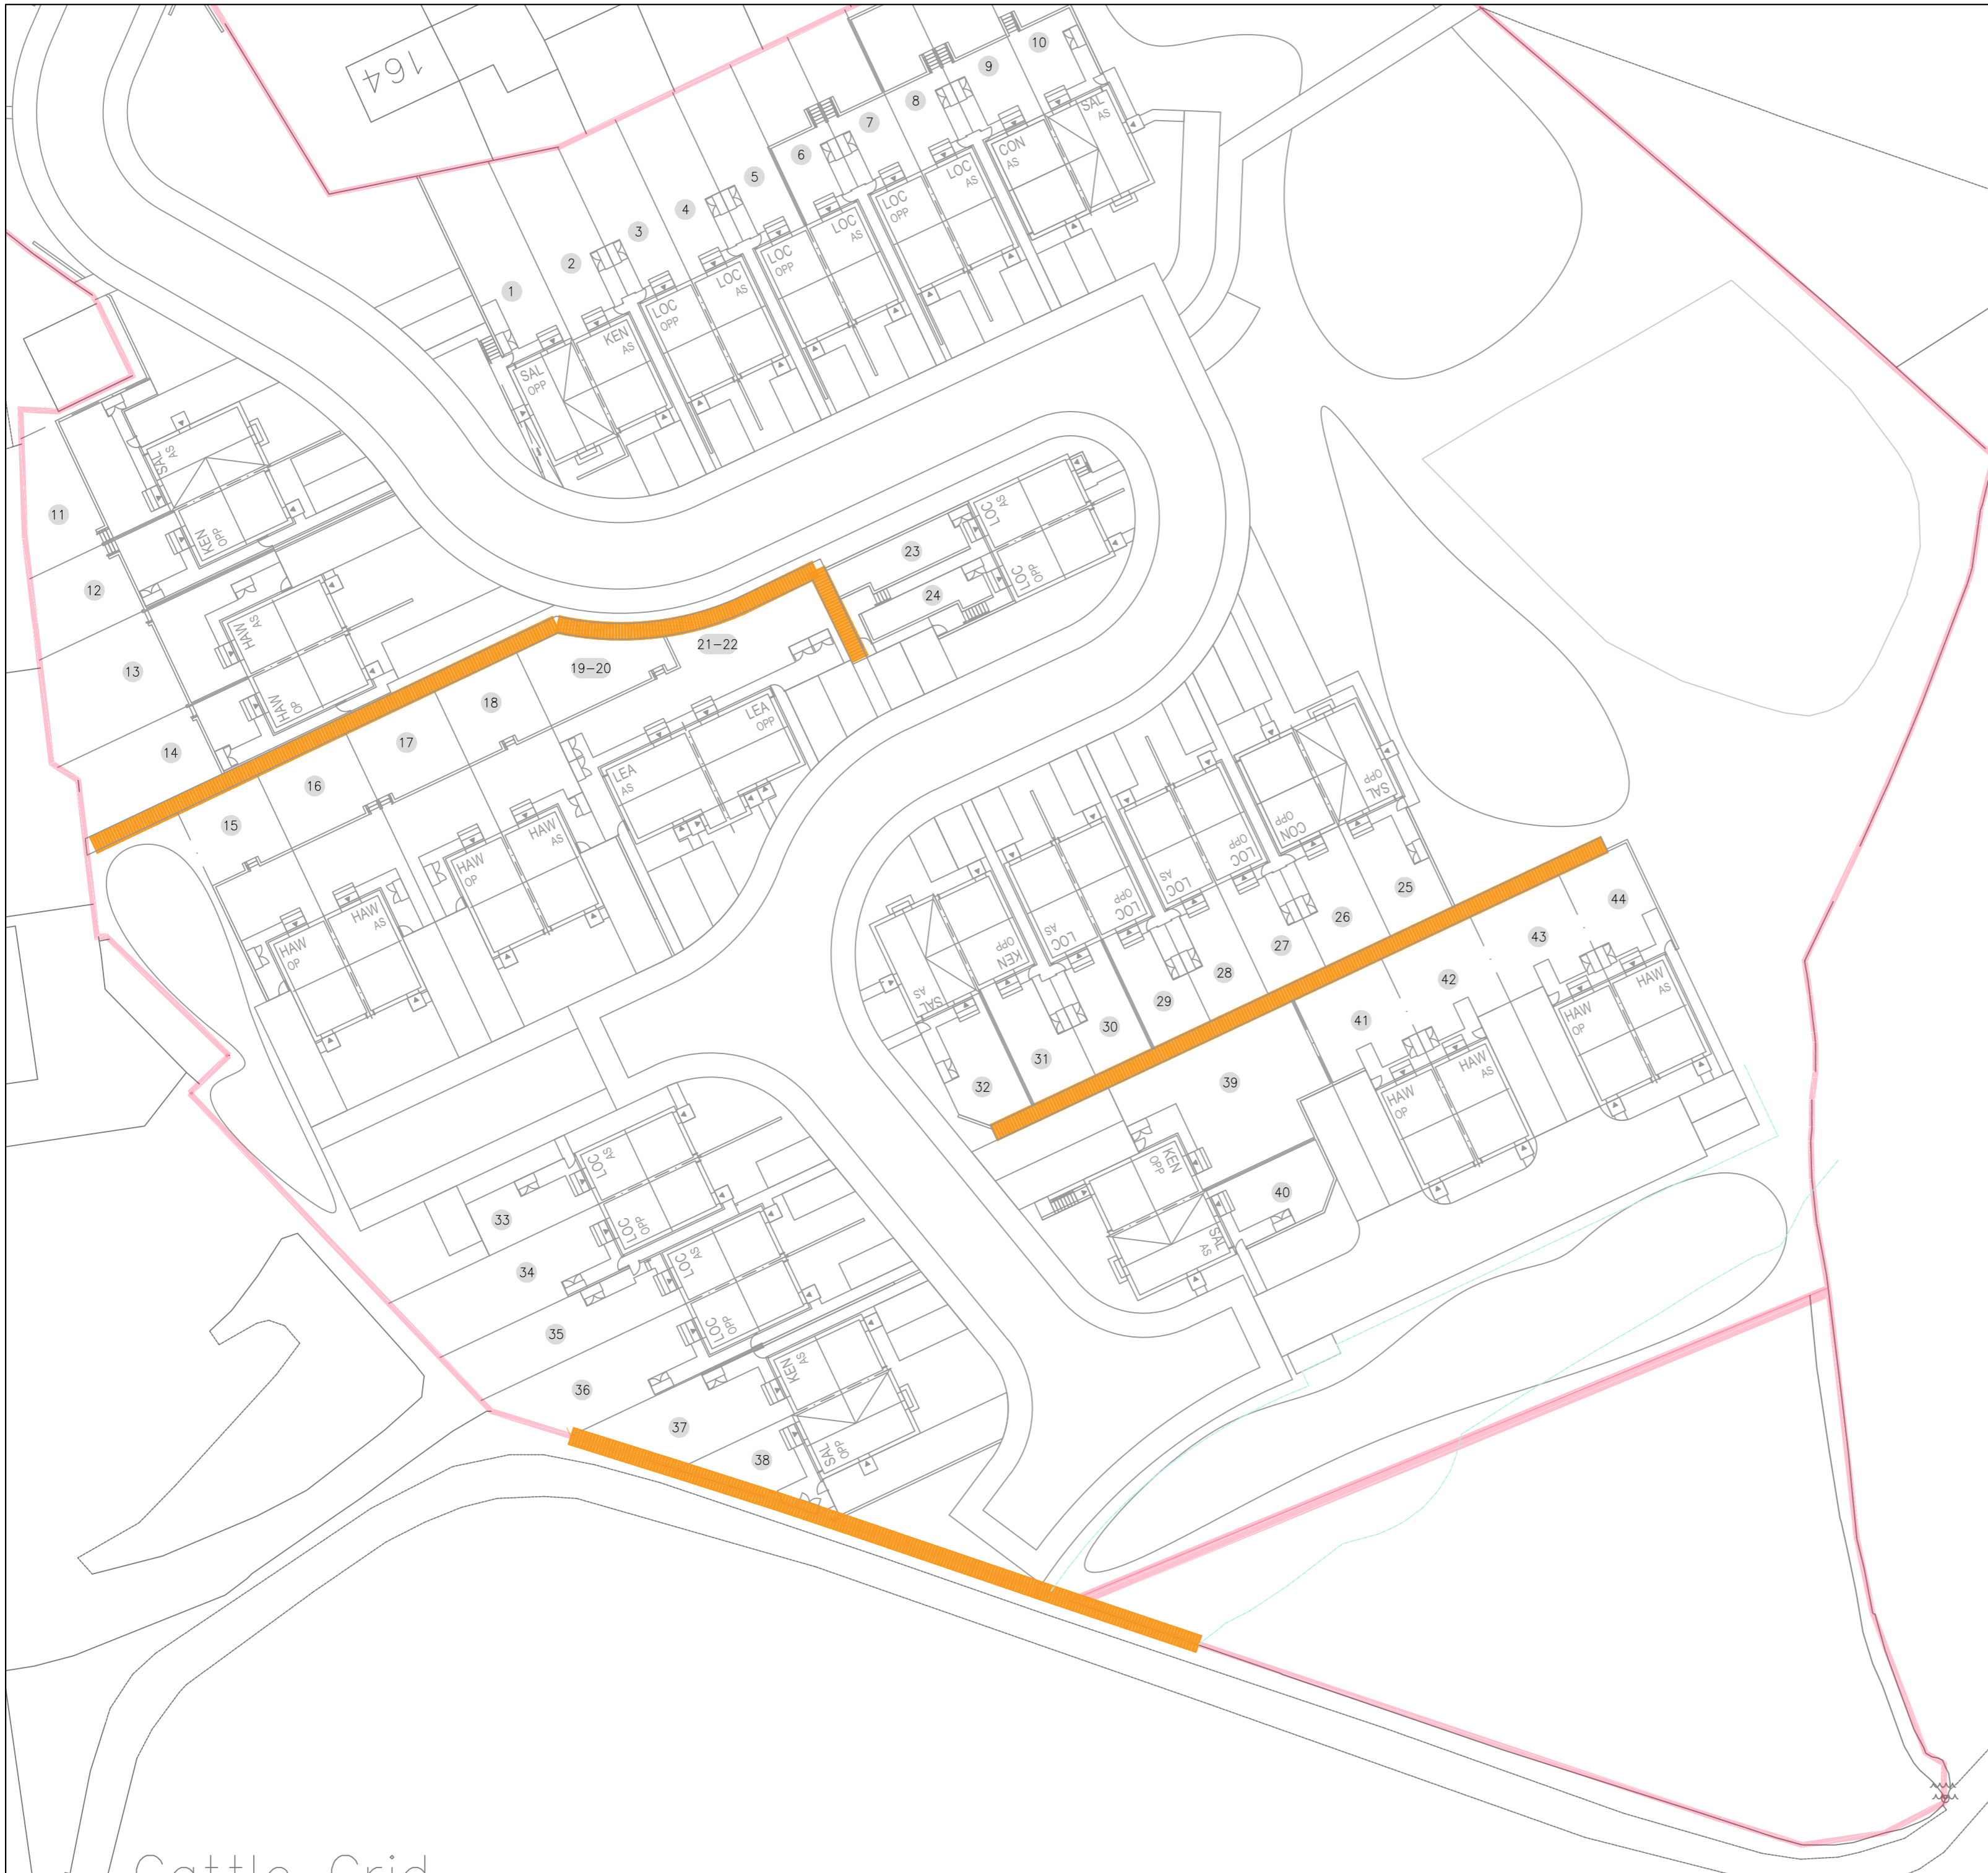 164
10
9
8
7
6
5
4
3
2
1
SAL
AS
CON
AS
LOC
AS
LOC
OPP
LOC
AS
LOC
OPP
LOC
AS
LOC
OPP
KEN
AS
SAL
OPP
11
SAL
AS
KEN
OPP
12
HAW
AS
13
HAW
OP
14
23
LOC
AS
24
LOC
OPP
21-22
19-20
18
17
16
15
LEA
OPP
LEA
AS
HAW
AS
HAW
OP
HAW
AS
HAW
OP
SAL
OPP
CON
OPP
LOC
OPP
LOC
AS
LOC
OPP
LOC
AS
KEN
OPP
SAL
AS
25
26
27
28
29
30
31
32
44
43
42
41
39
HAW
AS
HAW
OP
HAW
AS
HAW
OP
KEN
OPP
40
SAL
AS
LOC
AS
33
LOC
OPP
34
LOC
AS
35
LOC
OPP
36
KEN
AS
37
SAL
OPP
38
Cattle Grid